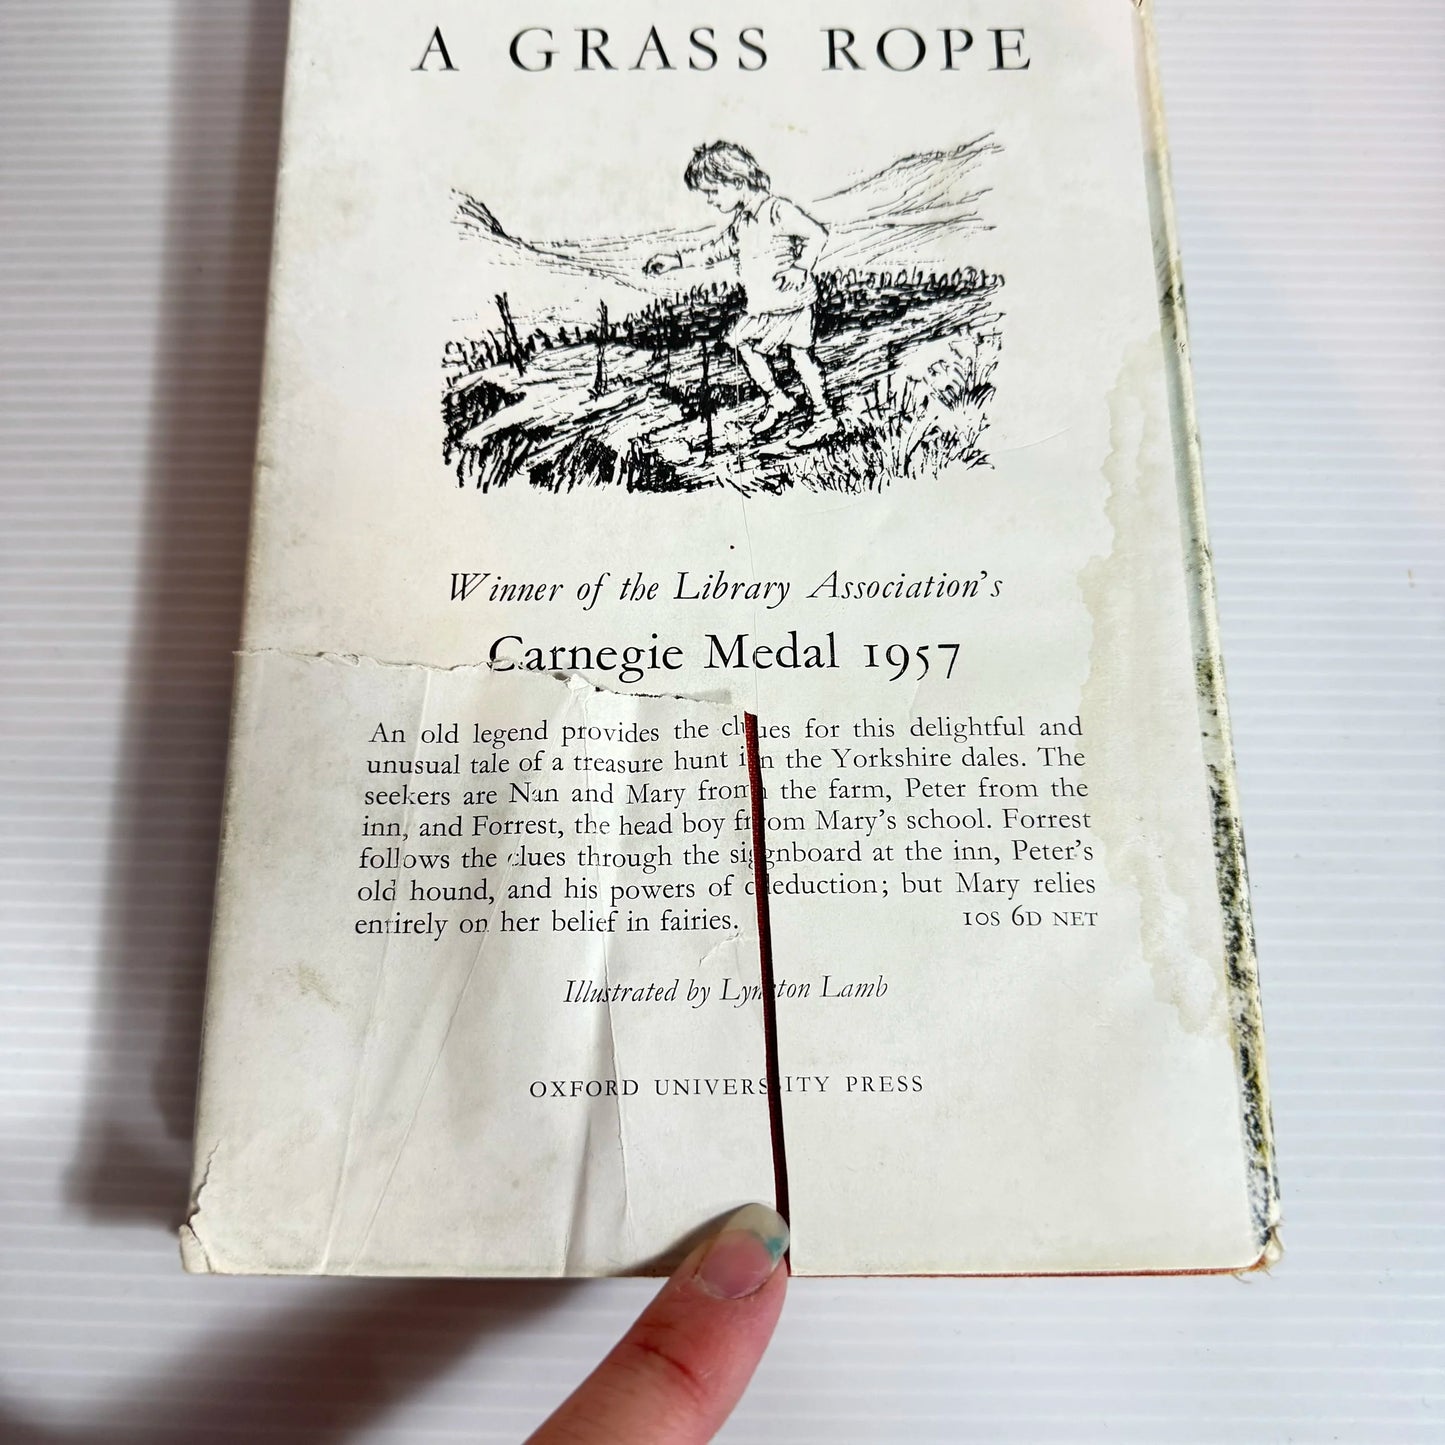 A GRASS ROPE
Winner of the Library Association's
Carnegie Medal 1957
An old legend provides the clues for this delightful and
unusual tale of a treasure hunt in the Yorkshire dales. The
seekers are Nan and Mary from the farm, Peter from the
inn, and Forrest, the head boy from Mary's school. Forrest
follows the clues through the signboard at the inn, Peter's
old hound, and his powers of deduction; but Mary relies
entirely on her belief in fairies. 10S 6D NET
Illustrated by Lynton Lamb
OXFORD UNIVERSITY PRESS